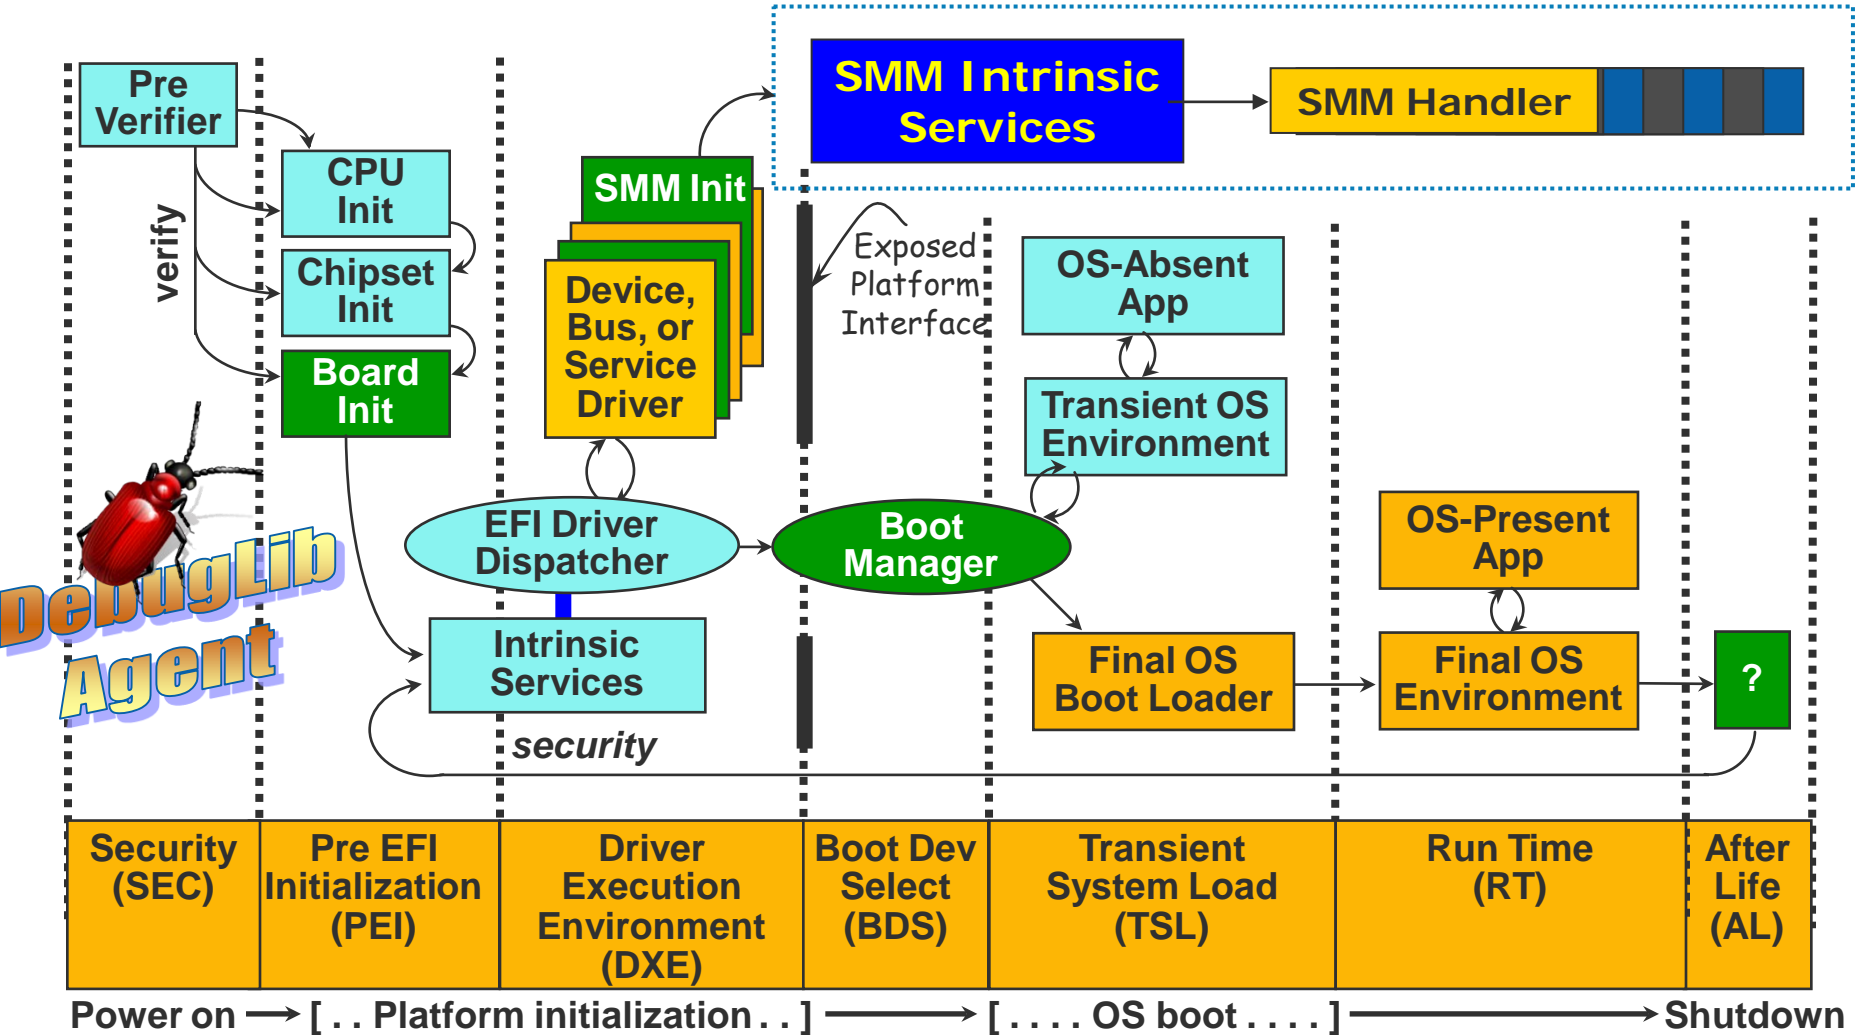 Pre
Verifier
verify
CPU
Init
Chipset
Init
Board
Init
SMM Init
Device,
Bus, or
Service
Driver
SMM Intrinsic
Services
SMM Handler
Exposed
Platform
Interface
OS-Absent
App
Transient OS
Environment
EFI Driver
Dispatcher
Boot
Manager
OS-Present
App
DebugLib
Agent
Intrinsic
Services
security
Final OS
Boot Loader
Final OS
Environment
?
Security
(SEC)
Pre EFI
Initialization
(PEI)
Driver
Execution
Environment
(DXE)
Boot Dev
Select
(BDS)
Transient
System Load
(TSL)
Run Time
(RT)
After
Life
(AL)
Power on → [ . . Platform initialization . . ] → [ . . . . OS boot . . . . ] → Shutdown